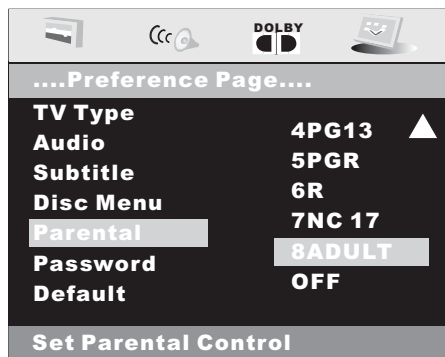 DOLBY
....Preference Page....
TV Type
Audio
Subtitle
Disc Menu
Parental
Password
Default
4PG13
5PGR
6R
7NC 17
8ADULT
OFF
Set Parental Control